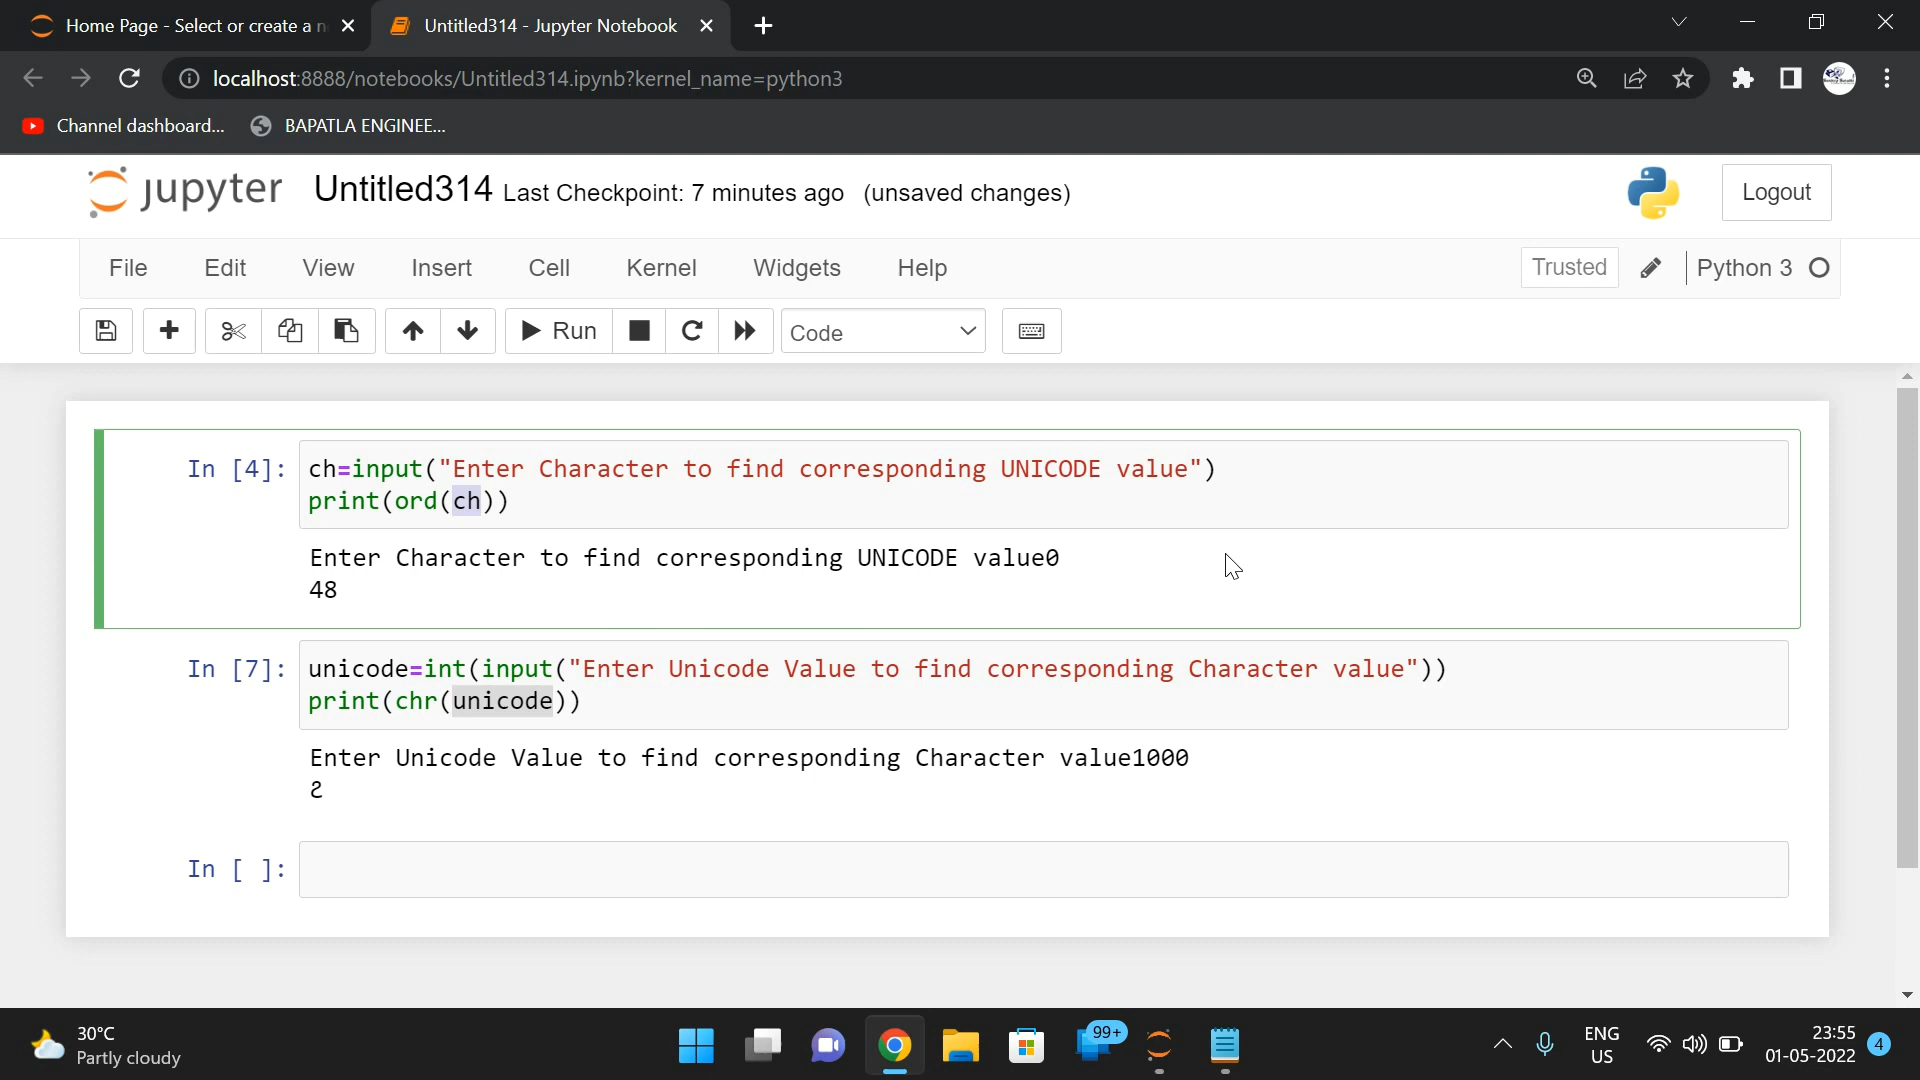 Home Page - Select or create a n
Untitled314 - Jupyter Notebook
localhost:8888/notebooks/Untitled314.ipynb?kernel_name=python3
Channel dashboard...
BAPATLA ENGINEE...
jupyter
Untitled314 Last Checkpoint: 7 minutes ago (unsaved changes)
Logout
File Edit View Insert Cell Kernel Widgets Help
Trusted
Python 3
Run
Code
In [4]: ch=input("Enter Character to find corresponding UNICODE value")
print(ord(ch))
Enter Character to find corresponding UNICODE value0
48
In [7]: unicode=int(input("Enter Unicode Value to find corresponding Character value"))
print(chr(unicode))
Enter Unicode Value to find corresponding Character value1000
Ϩ
In [ ]:
30°C
Partly cloudy
99+
ENG
US
23:55
01-05-2022
4